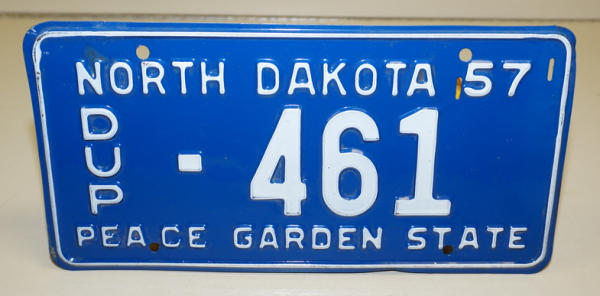 NORTH DAKOTA 57
DUP
- 461
PEACE GARDEN STATE